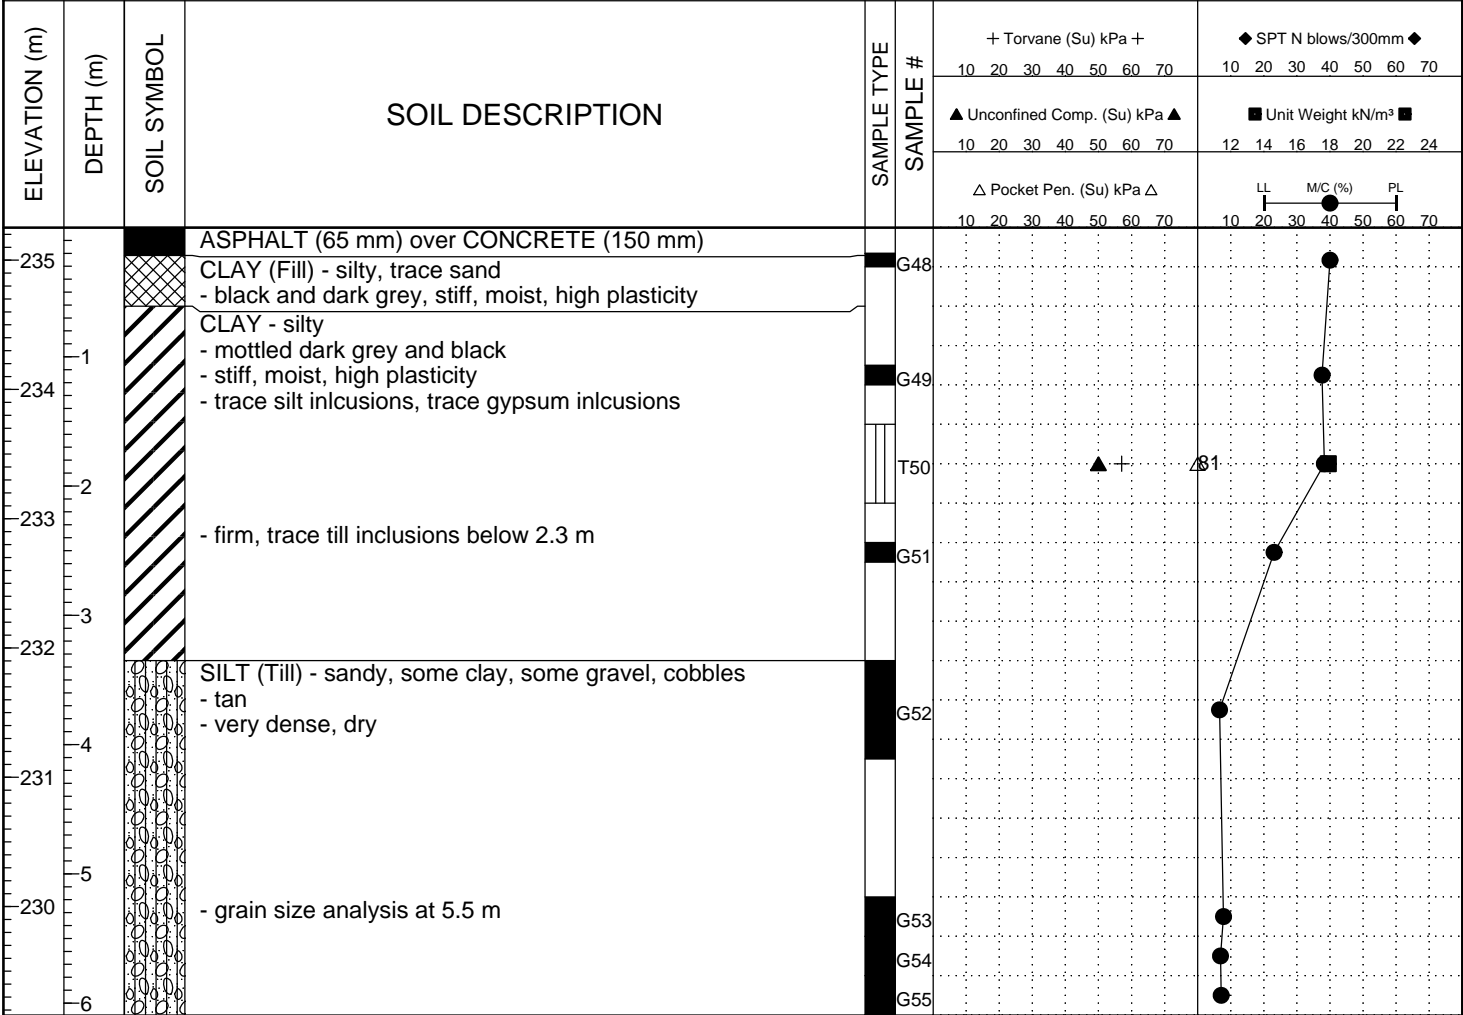 ELEVATION (m)
DEPTH (m)
SOIL SYMBOL
SOIL DESCRIPTION
SAMPLE TYPE
SAMPLE #
+ Torvane (Su) kPa +
10 20 30 40 50 60 70
▲ Unconfined Comp. (Su) kPa ▲
10 20 30 40 50 60 70
△ Pocket Pen. (Su) kPa △
10 20 30 40 50 60 70
◆ SPT N blows/300mm ◆
10 20 30 40 50 60 70
■ Unit Weight kN/m³ ■
12 14 16 18 20 22 24
LL M/C (%) PL
10 20 30 40 50 60 70
ASPHALT (65 mm) over CONCRETE (150 mm)
235
CLAY (Fill) - silty, trace sand
G48
- black and dark grey, stiff, moist, high plasticity
CLAY - silty
- mottled dark grey and black
1
- stiff, moist, high plasticity
G49
234
- trace silt inlcusions, trace gypsum inlcusions
T50
81
2
233
- firm, trace till inclusions below 2.3 m
G51
3
232
SILT (Till) - sandy, some clay, some gravel, cobbles
- tan
G52
- very dense, dry
4
231
5
230
- grain size analysis at 5.5 m
G53
G54
G55
6